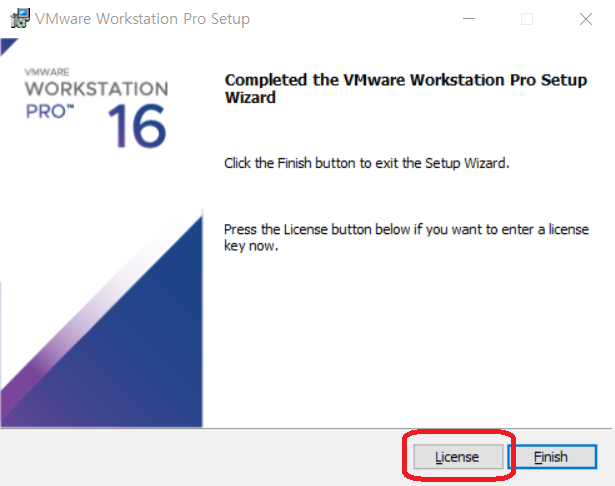 VMware Workstation Pro Setup
VMWARE
WORKSTATION
PRO™ 16
Completed the VMware Workstation Pro Setup
Wizard
Click the Finish button to exit the Setup Wizard.
Press the License button below if you want to enter a license
key now.
License
Finish